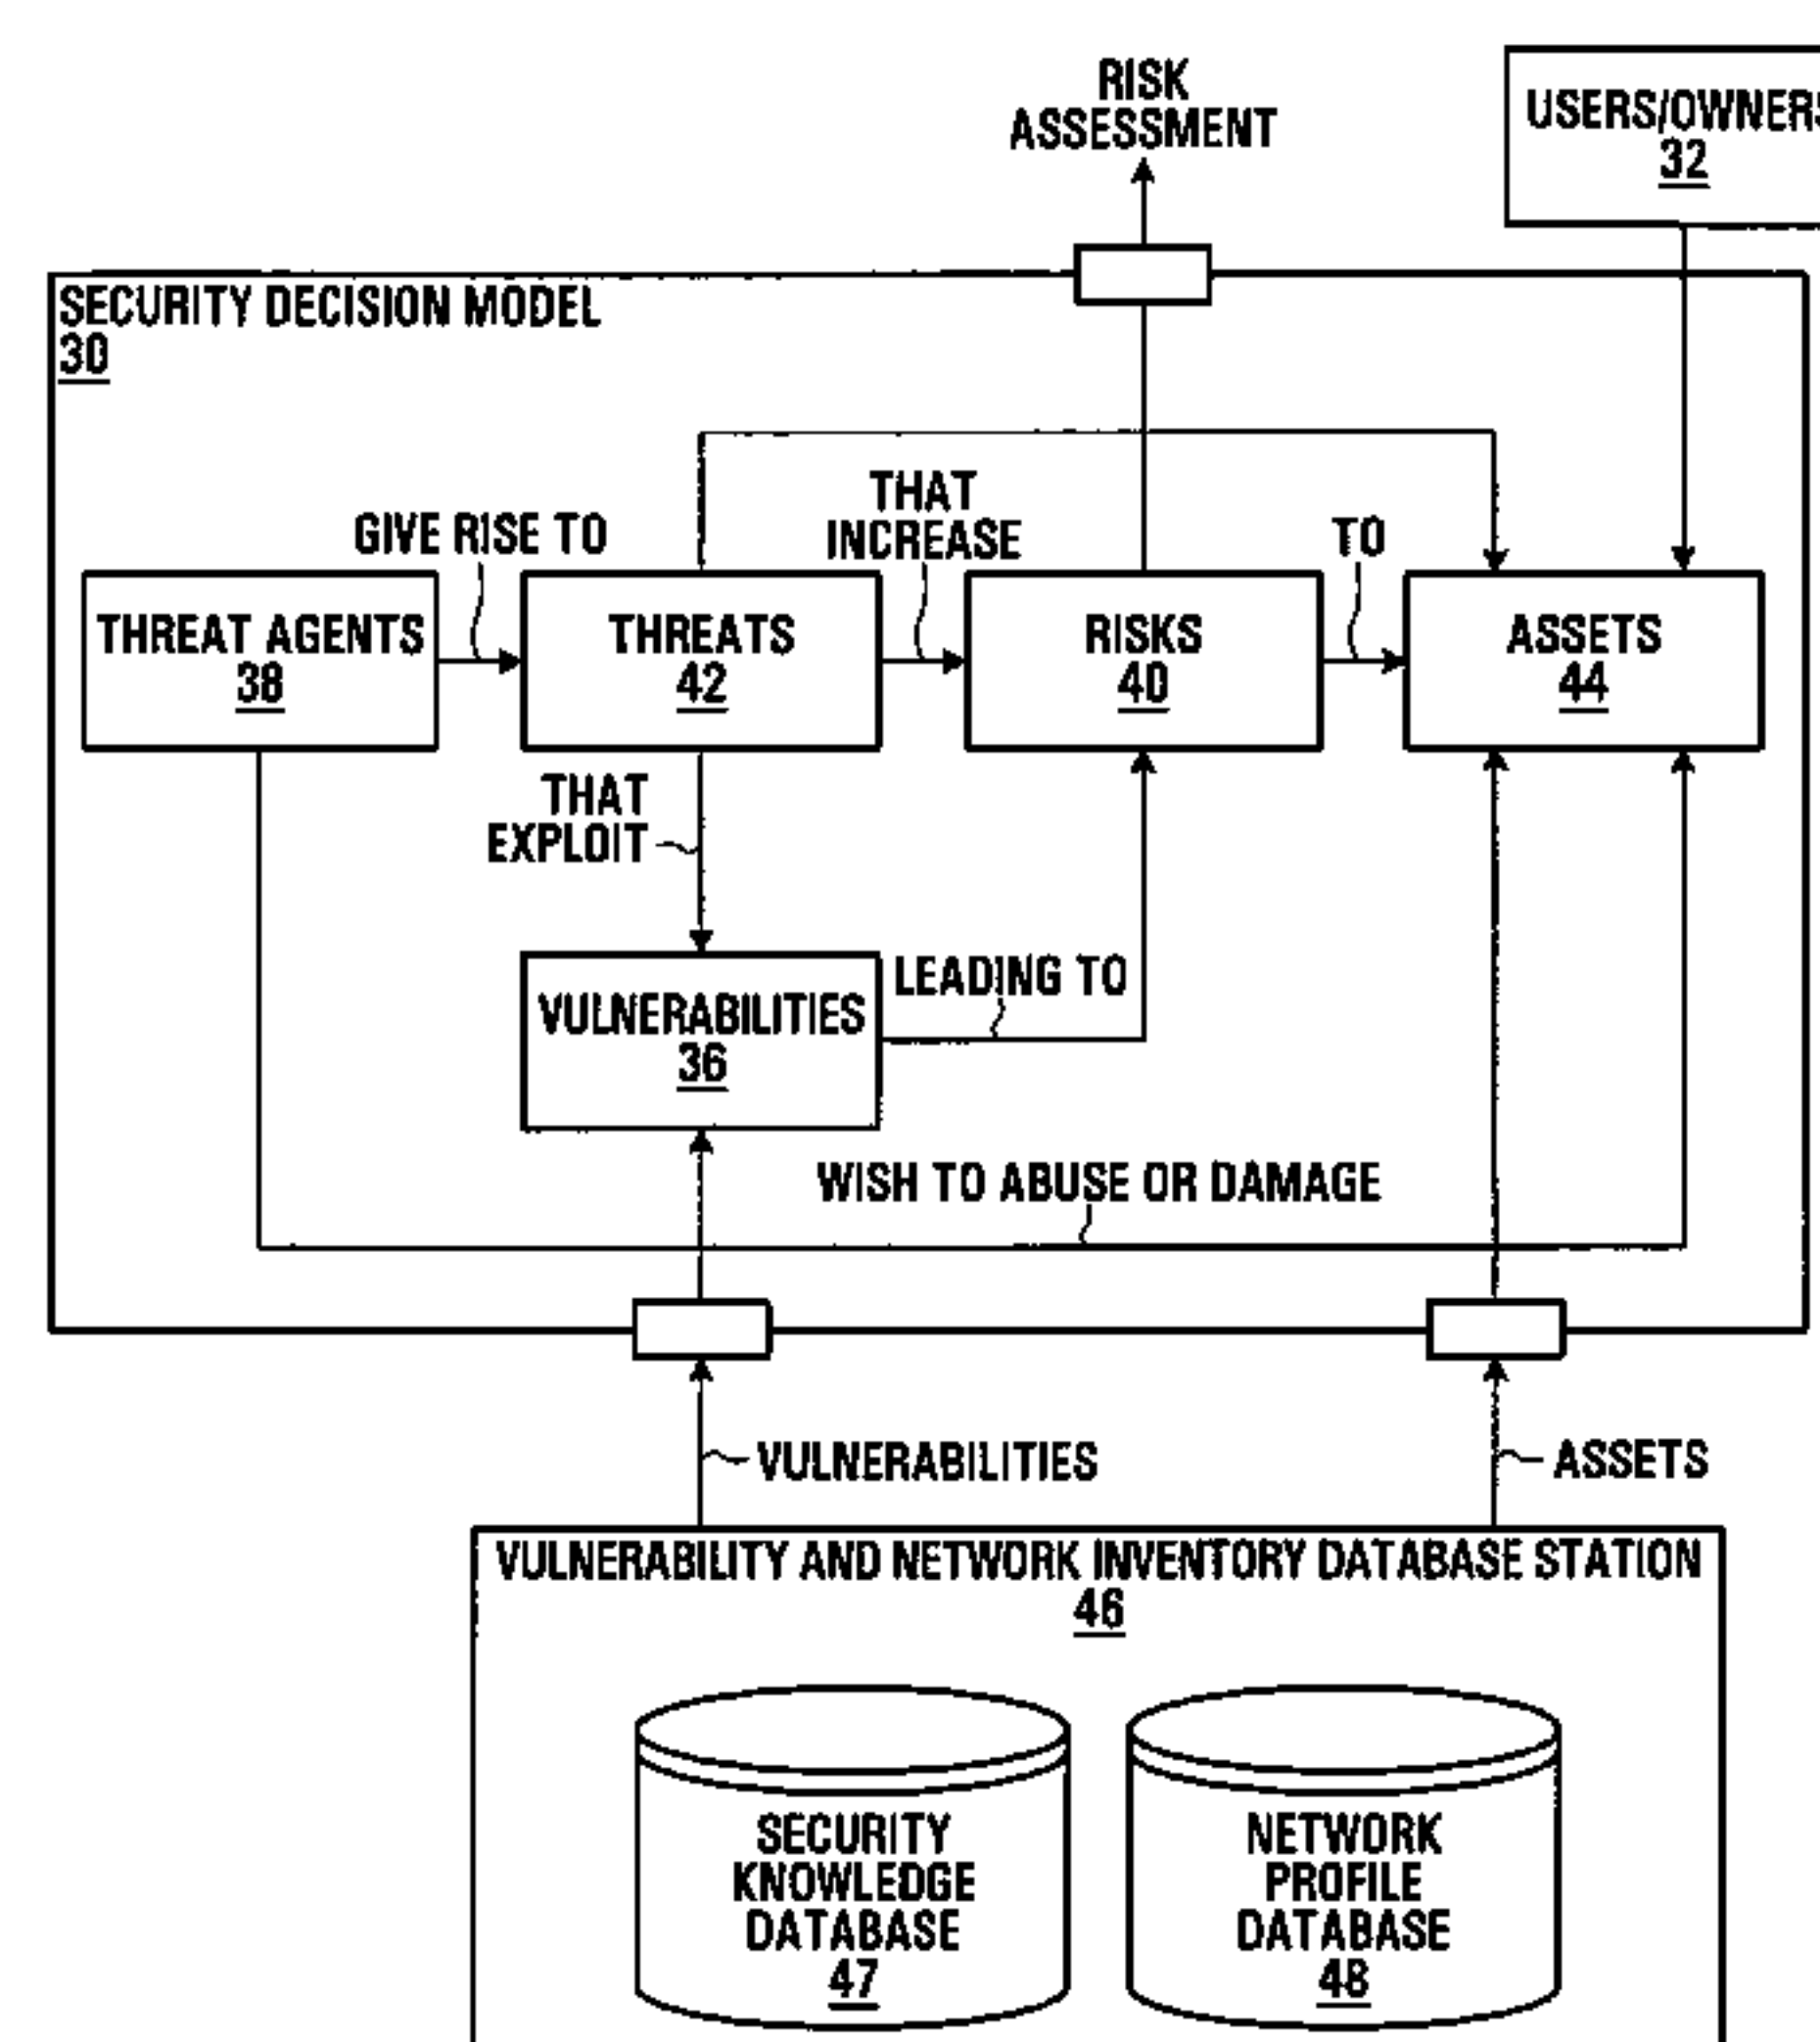 RISK
ASSESSMENT
USERS/OWNERS
32
SECURITY DECISION MODEL
30
GIVE RISE TO
THAT
INCREASE
TO
THREAT AGENTS
38
THREATS
42
RISKS
40
ASSETS
44
THAT
EXPLOIT
VULNERABILITIES
36
LEADING TO
WISH TO ABUSE OR DAMAGE
VULNERABILITIES
ASSETS
VULNERABILITY AND NETWORK INVENTORY DATABASE STATION
46
SECURITY
KNOWLEDGE
DATABASE
47
NETWORK
PROFILE
DATABASE
48